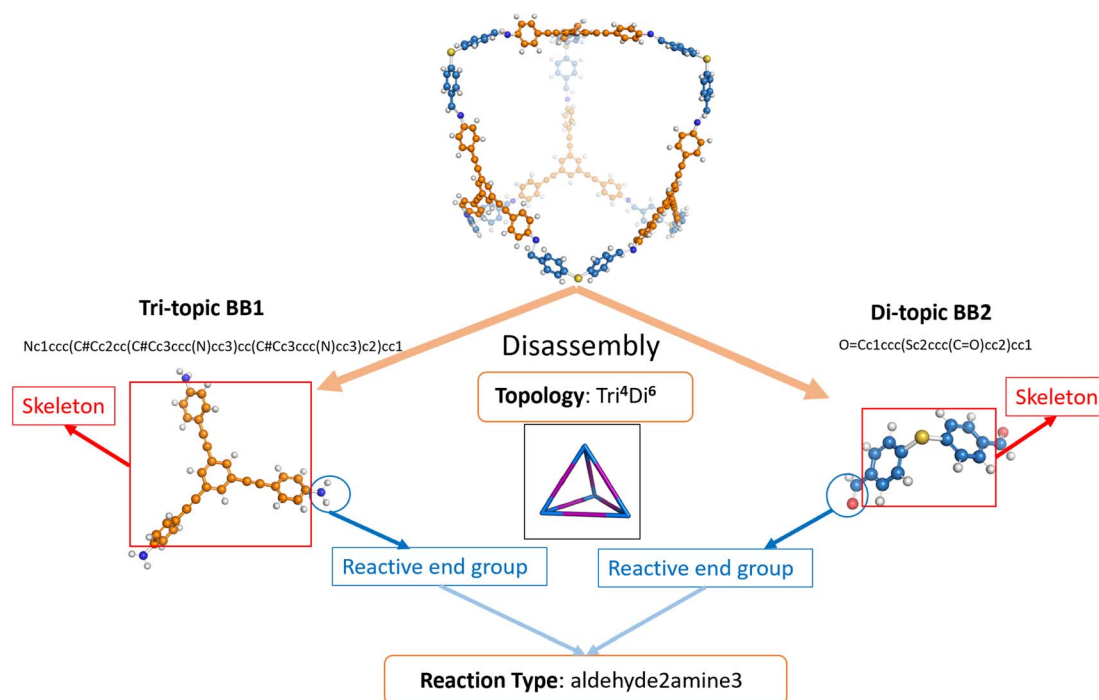 Tri-topic BB1
Nc1ccc(C#Cc2cc(C#Cc3ccc(N)cc3)cc(C#Cc3ccc(N)cc3)c2)cc1
Di-topic BB2
O=Cc1ccc(Sc2ccc(C=O)cc2)cc1
Disassembly
Topology: Tri⁴Di⁶
Skeleton
Skeleton
Reactive end group
Reactive end group
Reaction Type: aldehyde2amine3